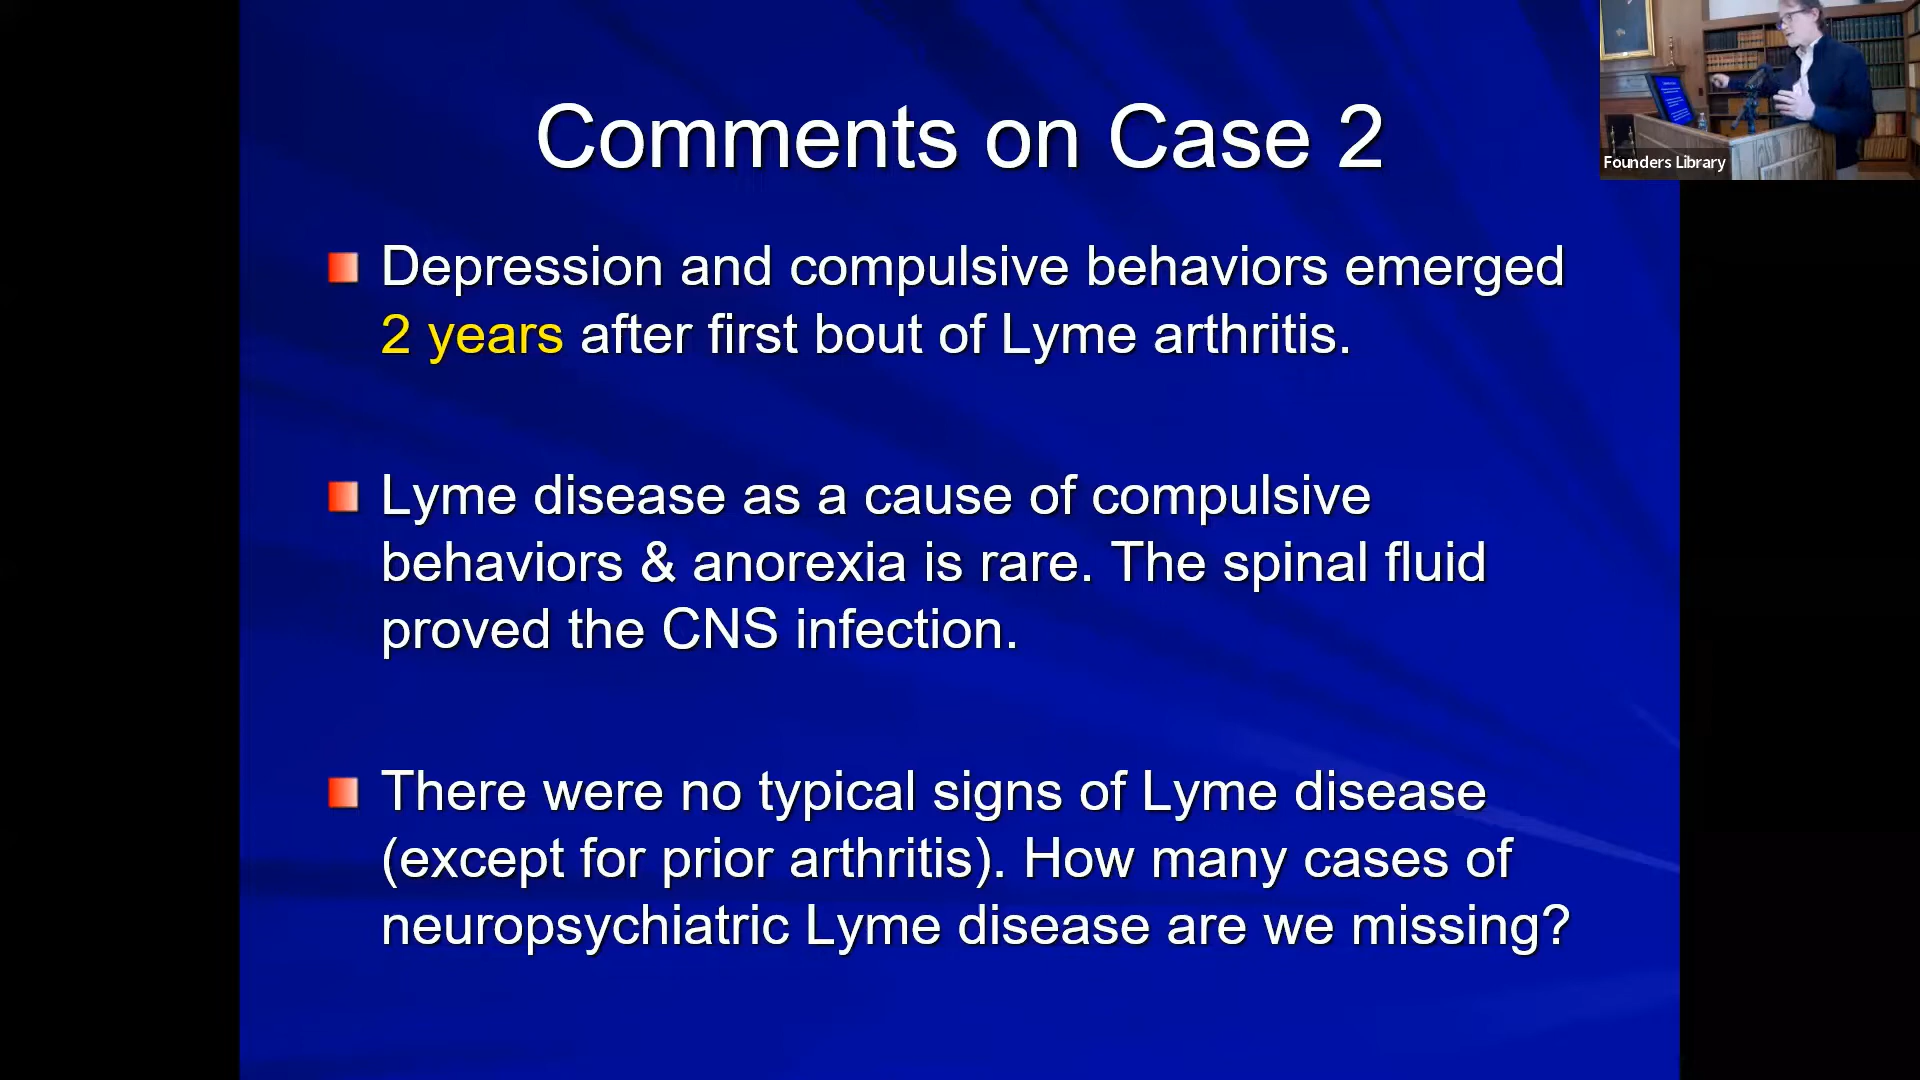 Comments on Case 2
Founders Library
Depression and compulsive behaviors emerged
2 years after first bout of Lyme arthritis.
Lyme disease as a cause of compulsive
behaviors & anorexia is rare. The spinal fluid
proved the CNS infection.
There were no typical signs of Lyme disease
(except for prior arthritis). How many cases of
neuropsychiatric Lyme disease are we missing?